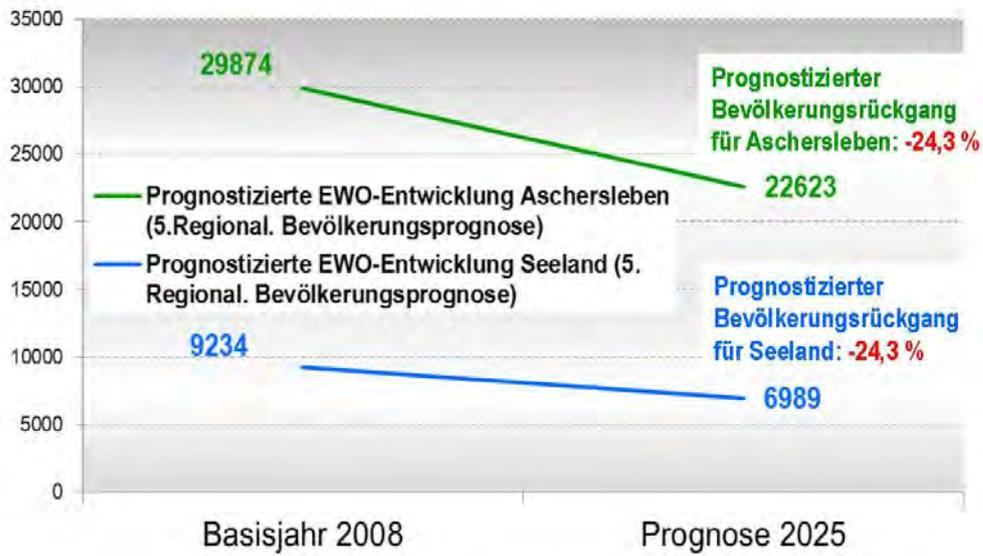 35000
30000
25000
20000
15000
10000
5000
0
29874
Prognostizierter
Bevölkerungsrückgang
für Aschersleben: -24,3 %
22623
Prognostizierte EWO-Entwicklung Aschersleben
(5.Regional. Bevölkerungsprognose)
Prognostizierte EWO-Entwicklung Seeland (5.
Regional. Bevölkerungsprognose)
Prognostizierter
Bevölkerungsrückgang
für Seeland: -24,3 %
9234
6989
Basisjahr 2008
Prognose 2025